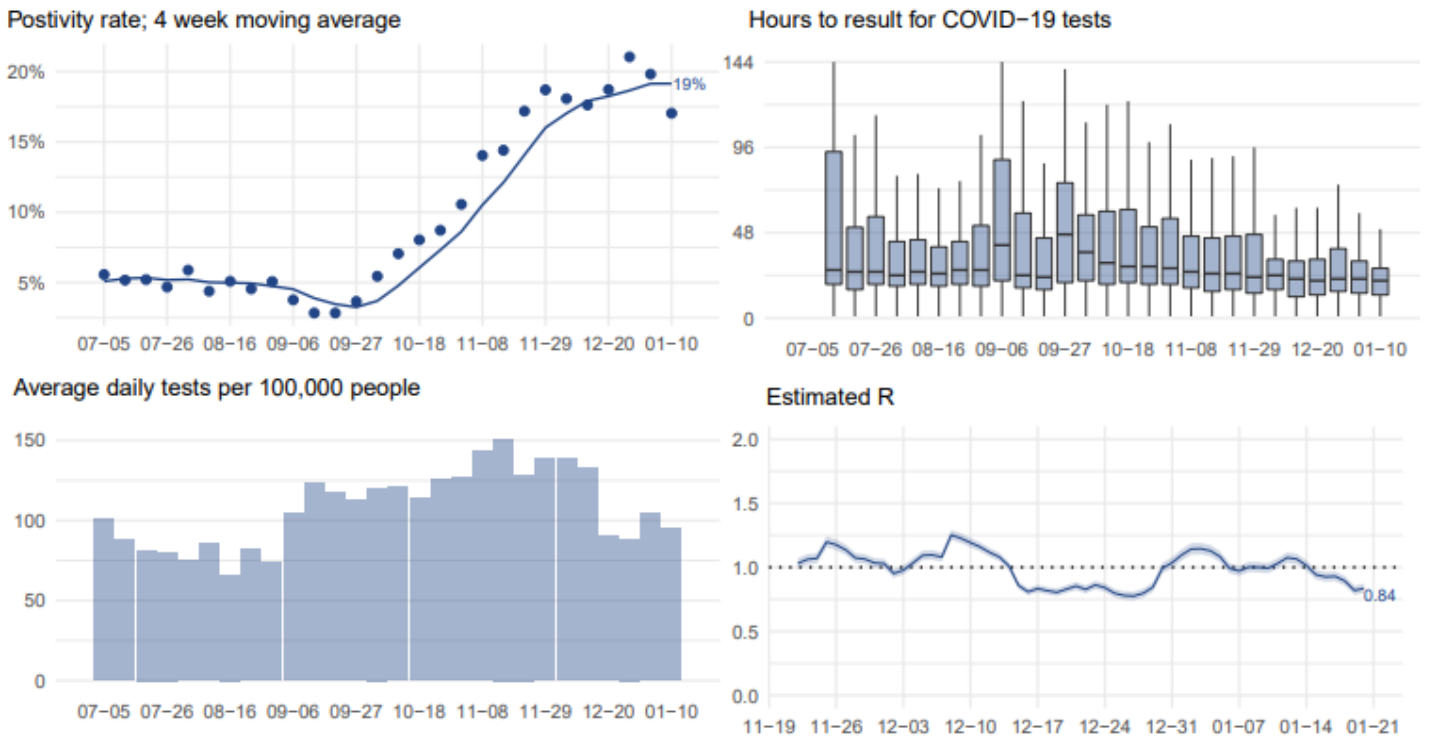 Postivity rate; 4 week moving average
20%
15%
10%
5%
19%
07−05 07−26 08−16 09−06 09−27 10−18 11−08 11−29 12−20 01−10
Hours to result for COVID−19 tests
144
96
48
0
07−05 07−26 08−16 09−06 09−27 10−18 11−08 11−29 12−20 01−10
Average daily tests per 100,000 people
150
100
50
0
07−05 07−26 08−16 09−06 09−27 10−18 11−08 11−29 12−20 01−10
Estimated R
2.0
1.5
1.0
0.5
0.0
0.84
11−19 11−26 12−03 12−10 12−17 12−24 12−31 01−07 01−14 01−21